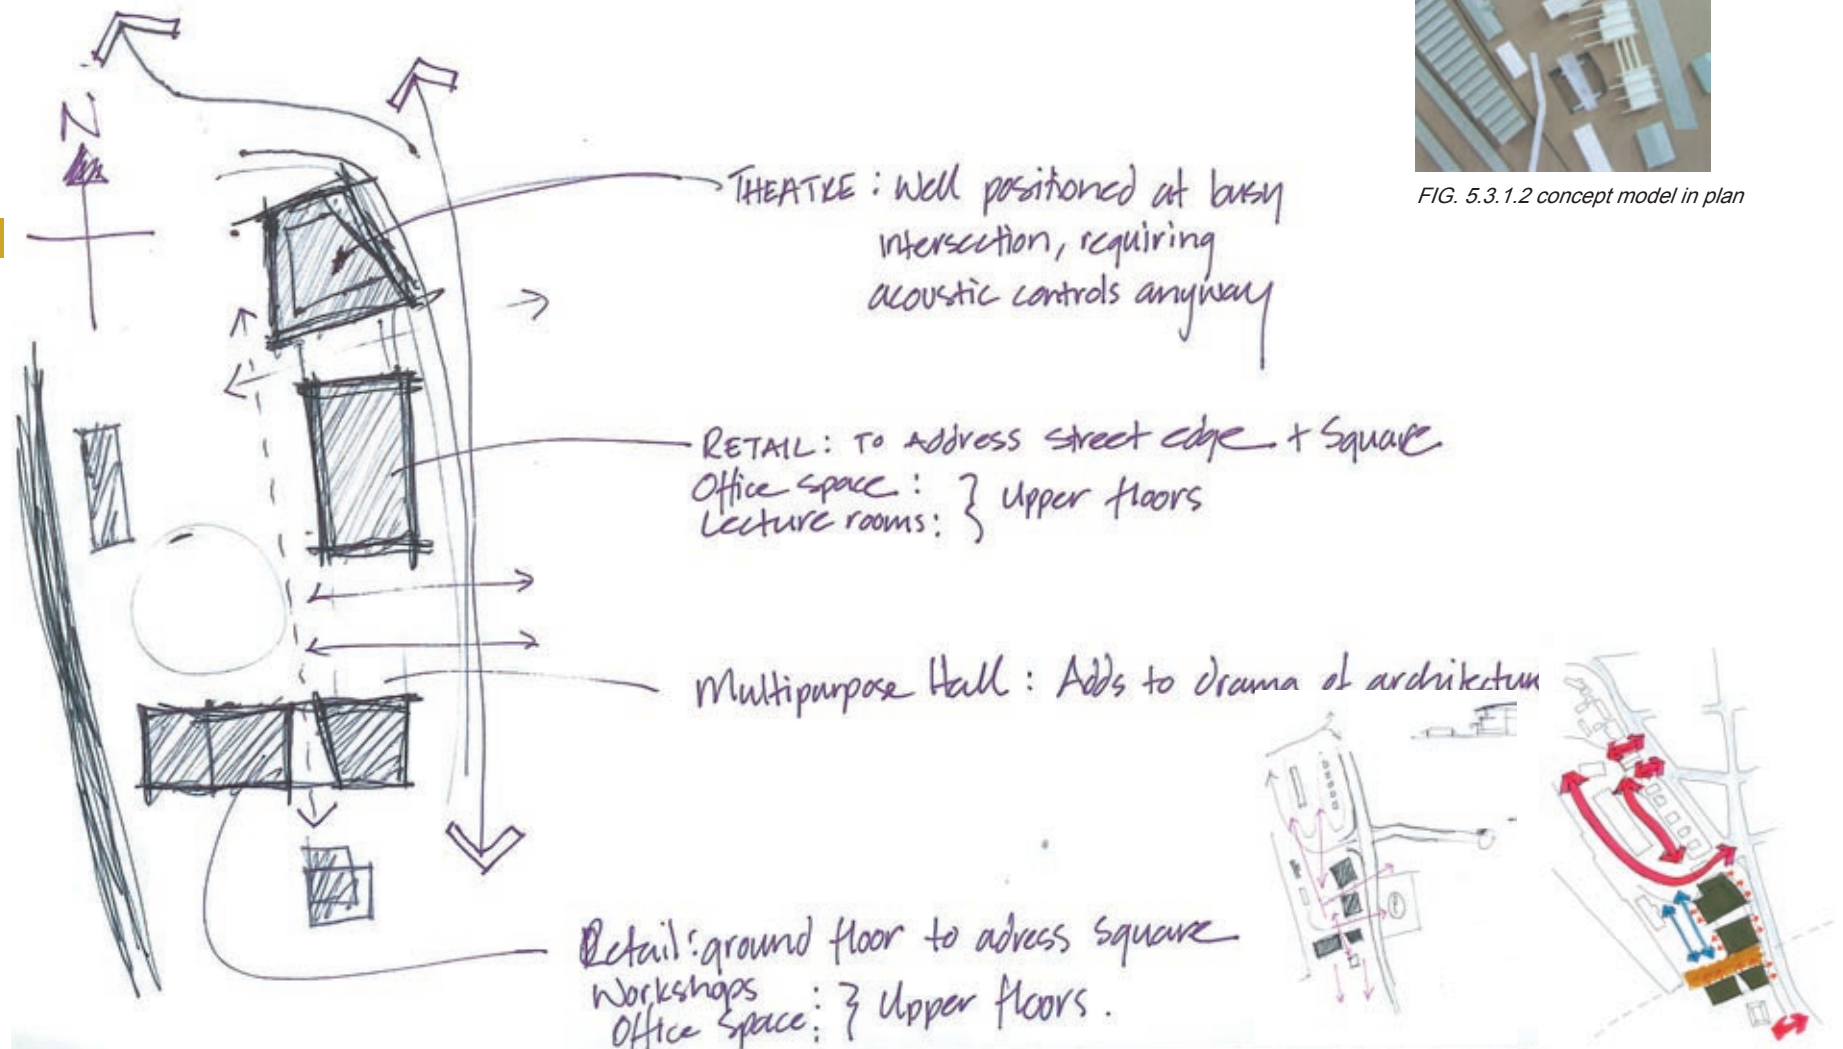 N
FIG. 5.3.1.2 concept model in plan
THEATRE : Well positioned at busy
intersection, requiring
acoustic controls anyway
RETAIL : To Address street edge + Square
Office space :
Lecture rooms : } Upper floors
Multipurpose Hall : Adds to drama of architectur
Retail : ground floor to adress Square
Workshops :
Office Space : } Upper floors .